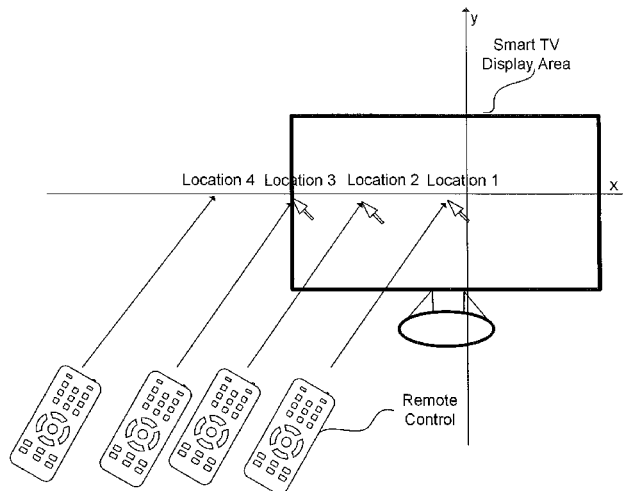 y
Smart TV
Display Area
Location 4 Location 3 Location 2 Location 1
x
Remote
Control